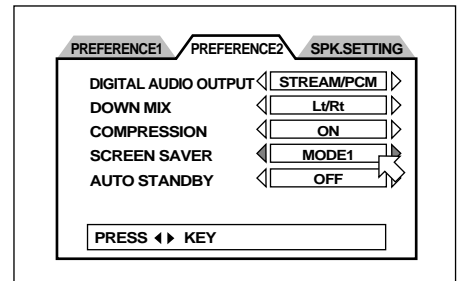 PREFERENCE1 PREFERENCE2 SPK.SETTING
DIGITAL AUDIO OUTPUT STREAM/PCM
DOWN MIX Lt/Rt
COMPRESSION ON
SCREEN SAVER MODE1
AUTO STANDBY OFF
PRESS ◀▶ KEY